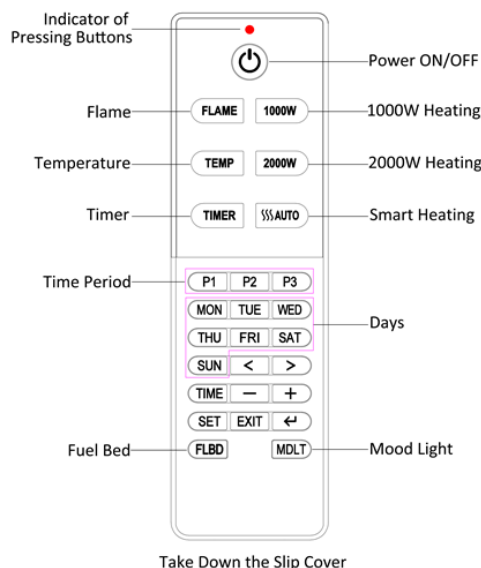 Indicator of
Pressing Buttons
Power ON/OFF
Flame
FLAME
1000W
1000W Heating
Temperature
TEMP
2000W
2000W Heating
Timer
TIMER
AUTO
Smart Heating
Time Period
P1 P2 P3
MON TUE WED
Days
THU FRI SAT
SUN < >
TIME − +
SET EXIT ↵
Fuel Bed
FLBD
MDLT
Mood Light
Take Down the Slip Cover